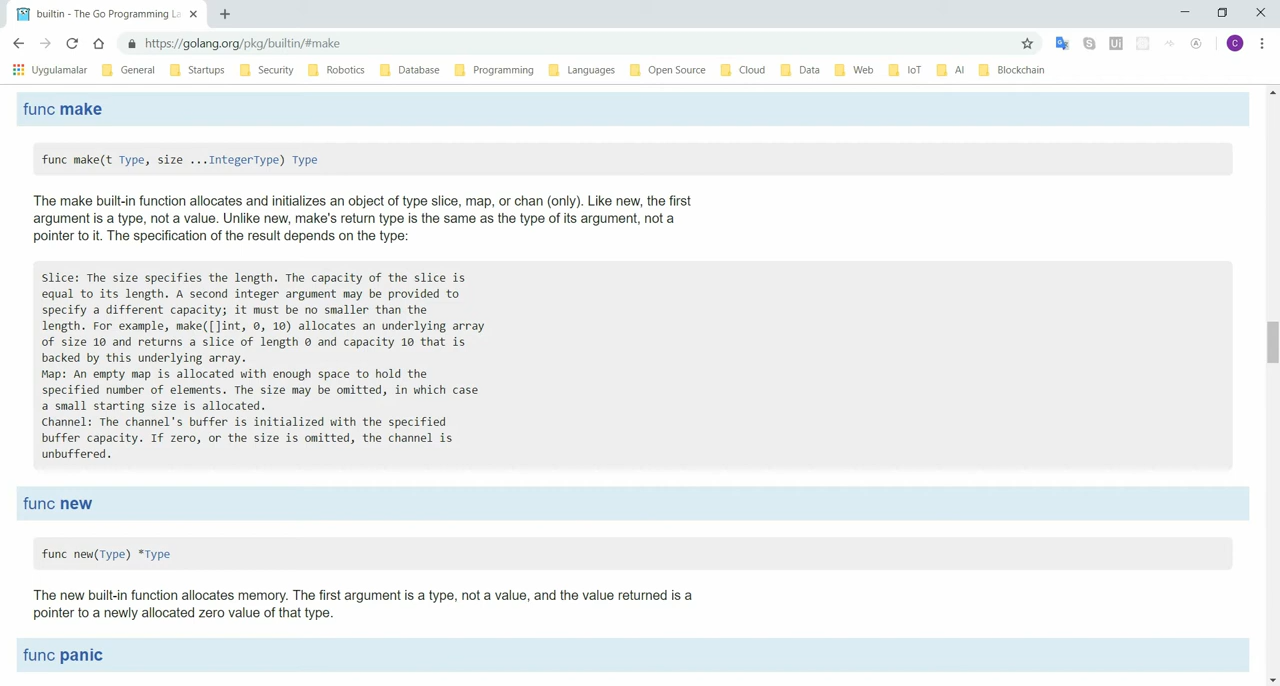 builtin - The Go Programming La
https://golang.org/pkg/builtin/#make
C
Uygulamalar General Startups Security Robotics Database Programming Languages Open Source Cloud Data Web IoT AI Blockchain
func make
func make(t Type, size ...IntegerType) Type
The make built-in function allocates and initializes an object of type slice, map, or chan (only). Like new, the first
argument is a type, not a value. Unlike new, make's return type is the same as the type of its argument, not a
pointer to it. The specification of the result depends on the type:
Slice: The size specifies the length. The capacity of the slice is
equal to its length. A second integer argument may be provided to
specify a different capacity; it must be no smaller than the
length. For example, make([]int, 0, 10) allocates an underlying array
of size 10 and returns a slice of length 0 and capacity 10 that is
backed by this underlying array.
Map: An empty map is allocated with enough space to hold the
specified number of elements. The size may be omitted, in which case
a small starting size is allocated.
Channel: The channel's buffer is initialized with the specified
buffer capacity. If zero, or the size is omitted, the channel is
unbuffered.
func new
func new(Type) *Type
The new built-in function allocates memory. The first argument is a type, not a value, and the value returned is a
pointer to a newly allocated zero value of that type.
func panic